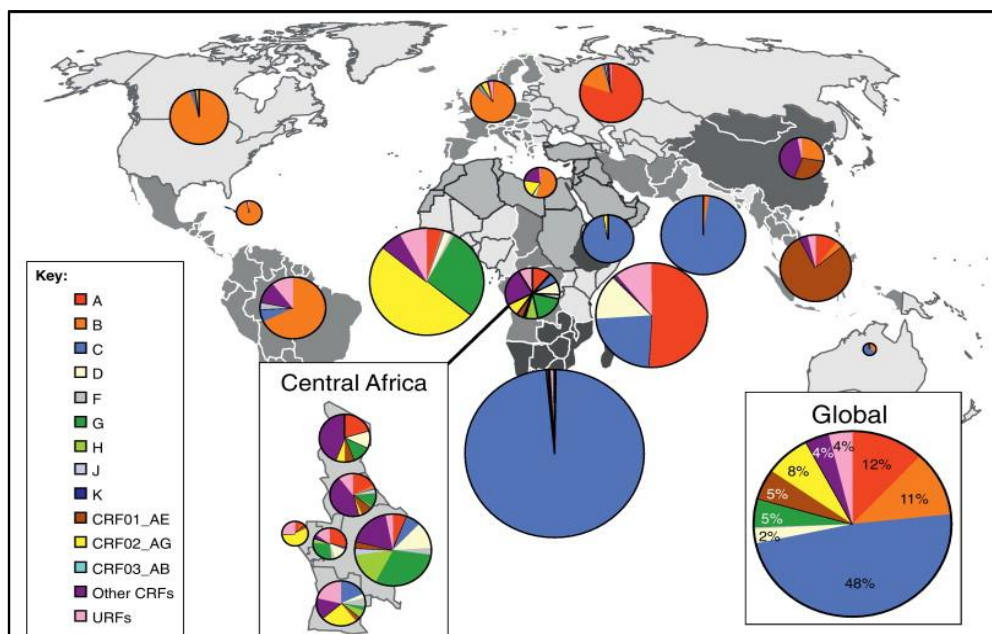 Key:
A
B
C
D
F
G
H
J
K
CRF01_AE
CRF02_AG
CRF03_AB
Other CRFs
URFs
Central Africa
Global
4%
4%
12%
8%
11%
5%
5%
2%
48%